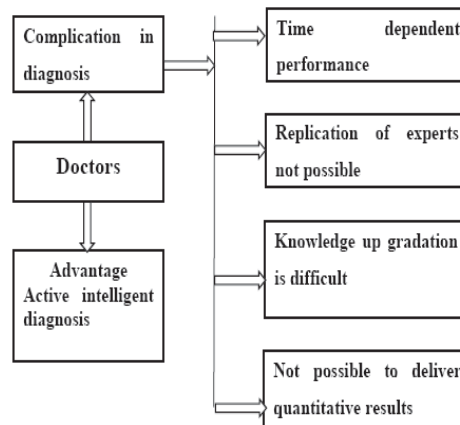 Complication in
diagnosis
Doctors
Advantage
Active intelligent
diagnosis
Time dependent
performance
Replication of experts
not possible
Knowledge up gradation
is difficult
Not possible to deliver
quantitative results